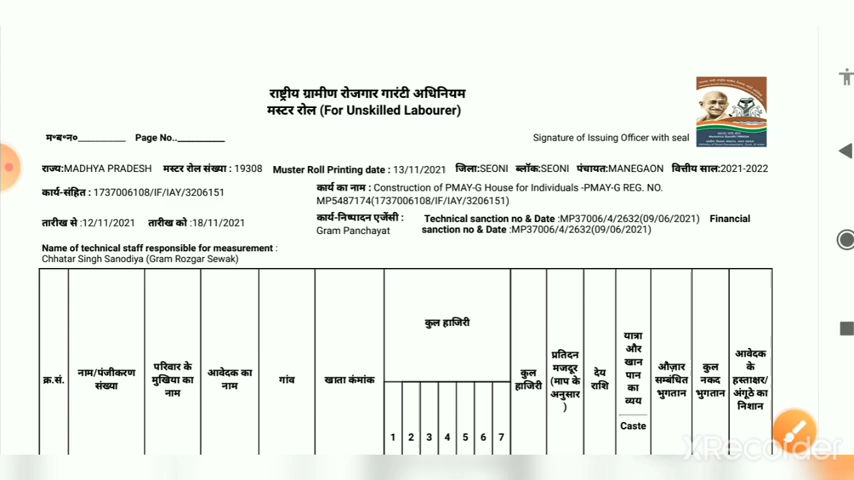 राष्ट्रीय ग्रामीण रोजगार गारंटी अधिनियम
मस्टर रोल (For Unskilled Labourer)
म॰ब॰न०__________ Page No..__________ Signature of Issuing Officer with seal
राज्य:MADHYA PRADESH मस्टर रोल संख्या : 19308 Muster Roll Printing date : 13/11/2021 जिला:SEONI ब्लॉक:SEONI पंचायत:MANEGAON वित्तीय साल:2021-2022
कार्य-संहित : 1737006108/IF/IAY/3206151 कार्य का नाम : Construction of PMAY-G House for Individuals -PMAY-G REG. NO.
MP5487174(1737006108/IF/IAY/3206151)
तारीख से :12/11/2021 तारीख को :18/11/2021 कार्य-निष्पादन एजेंसी : Technical sanction no & Date :MP37006/4/2632(09/06/2021) Financial
Gram Panchayat sanction no & Date :MP37006/4/2632(09/06/2021)
Name of technical staff responsible for measurement :
Chhatar Singh Sanodiya (Gram Rozgar Sewak)
क्र.सं.
नाम/पंजीकरण
संख्या
परिवार के
मुखिया का
नाम
आवेदक का
नाम
गांव
खाता कंमांक
कुल हाजिरी
1 2 3 4 5 6 7
कुल
हाजिरी
प्रतिदन
मजदूर
(माप के
अनुसार
)
देय
राशि
यात्रा
और
खान
पान
का
व्यय
Caste
औज़ार
सम्बंधित
भुगतान
कुल
नकद
भुगतान
आवेदक
के
हस्ताक्षर/
अंगूठे का
निशान
XRecorder